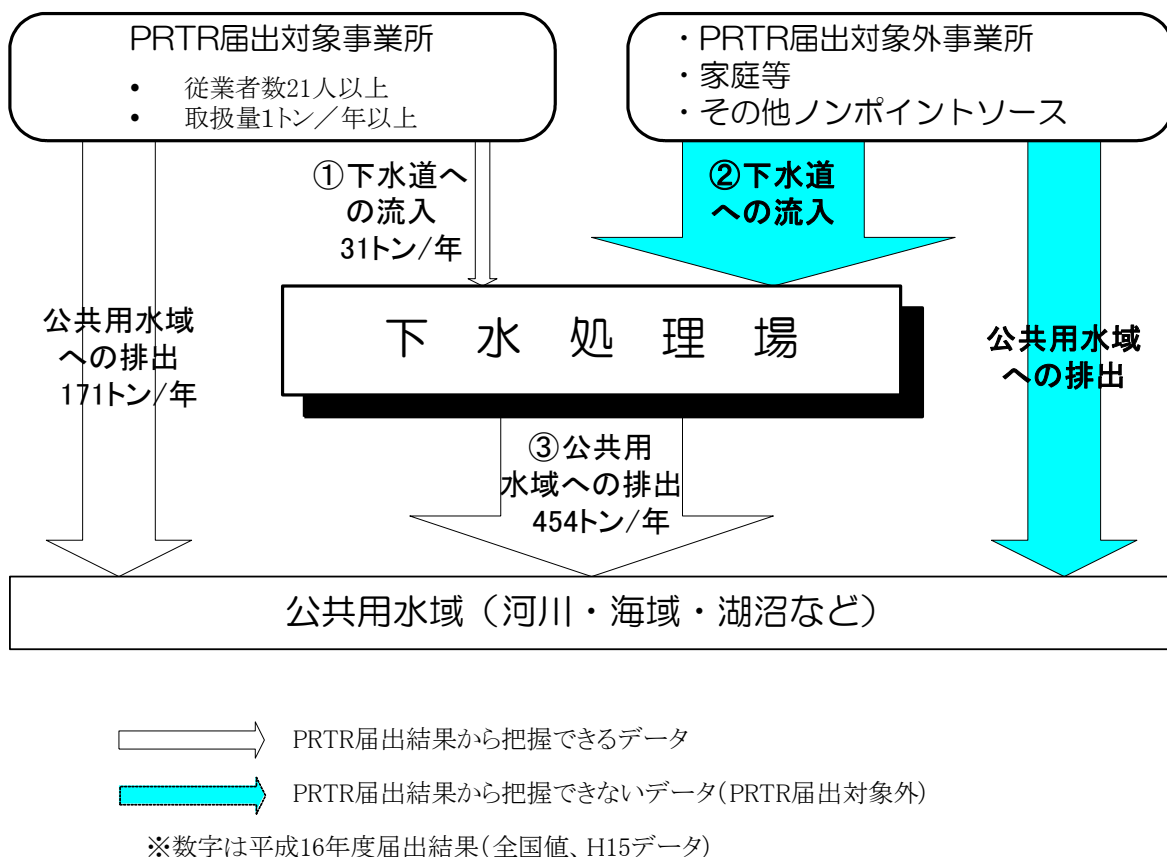 PRTR届出対象事業所
• 従業者数21人以上
• 取扱量1トン／年以上
・PRTR届出対象外事業所
・家庭等
・その他ノンポイントソース
①下水道へ
の流入
31トン/年
②下水道
への流入
公共用水域
への排出
171トン/年
下水処理場
公共用水域
への排出
③公共用
水域への排出
454トン/年
公共用水域（河川・海域・湖沼など）
PRTR届出結果から把握できるデータ
PRTR届出結果から把握できないデータ(PRTR届出対象外)
※数字は平成16年度届出結果(全国値、H15データ)